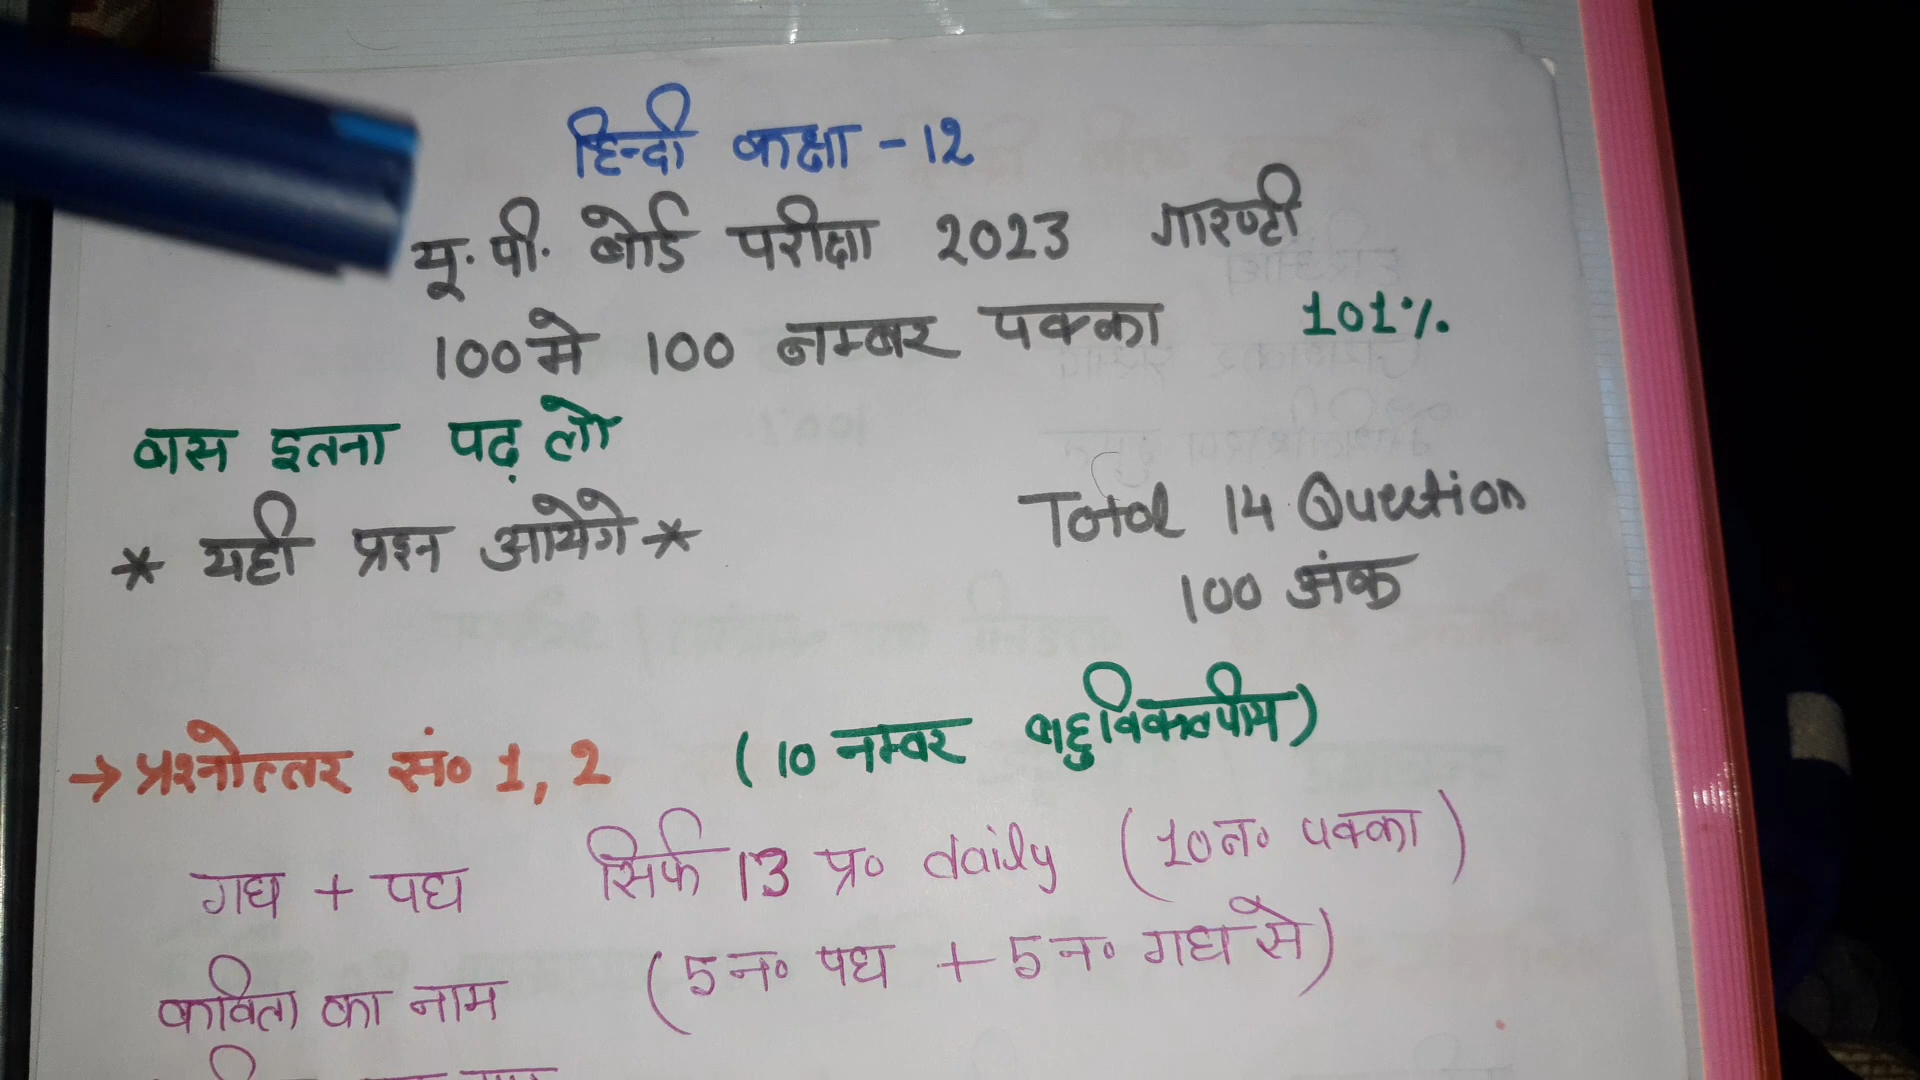 हिन्दी कक्षा - 12
यू. पी. बोर्ड परीक्षा 2023 गारण्टी
100 मे 100 नम्बर पक्का 101%
बस इतना पढ़ लो
* यही प्रश्न आयेगे *
Total 14 Question
100 अंक
→ प्रश्नोत्तर सं० 1, 2 (10 नम्बर बहुविकल्पीय)
गद्य + पद्य सिर्फ 13 प्र० daily (10 न० पक्का)
कविता का नाम (5 न० पद्य + 5 न० गद्य से)